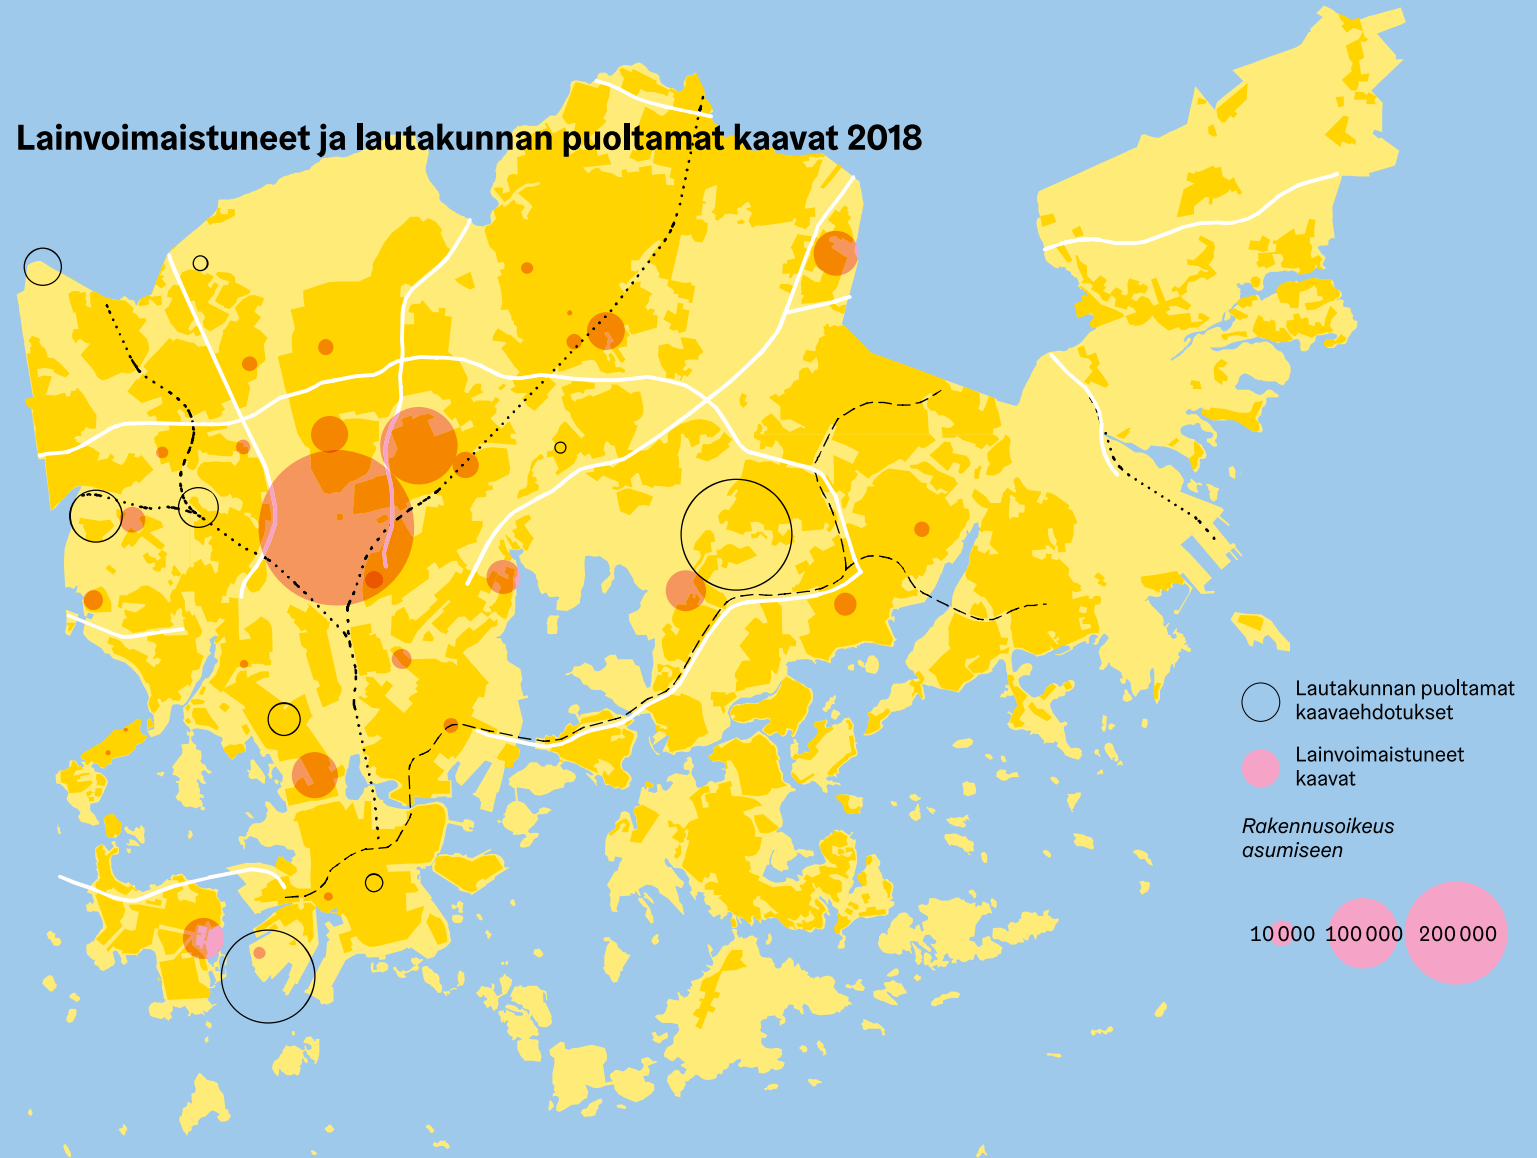 Lainvoimaistuneet ja lautakunnan puoltamat kaavat 2018
Lautakunnan puoltamat
kaavaehdotukset
Lainvoimaistuneet
kaavat
Rakennusoikeus
asumiseen
10 000 100 000 200 000